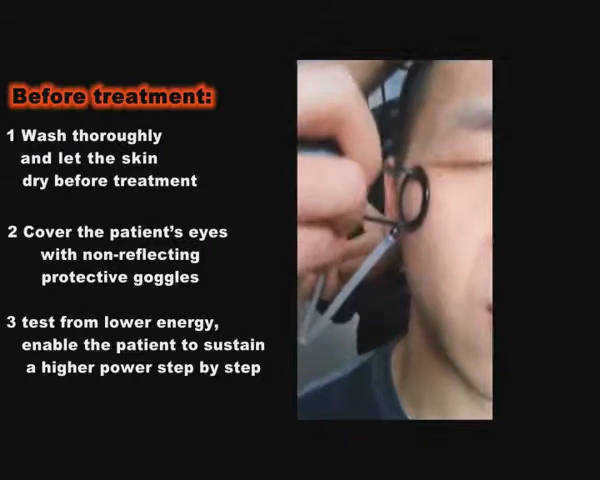 Before treatment:
1 Wash thoroughly
and let the skin
dry before treatment
2 Cover the patient's eyes
with non-reflecting
protective goggles
3 test from lower energy,
enable the patient to sustain
a higher power step by step